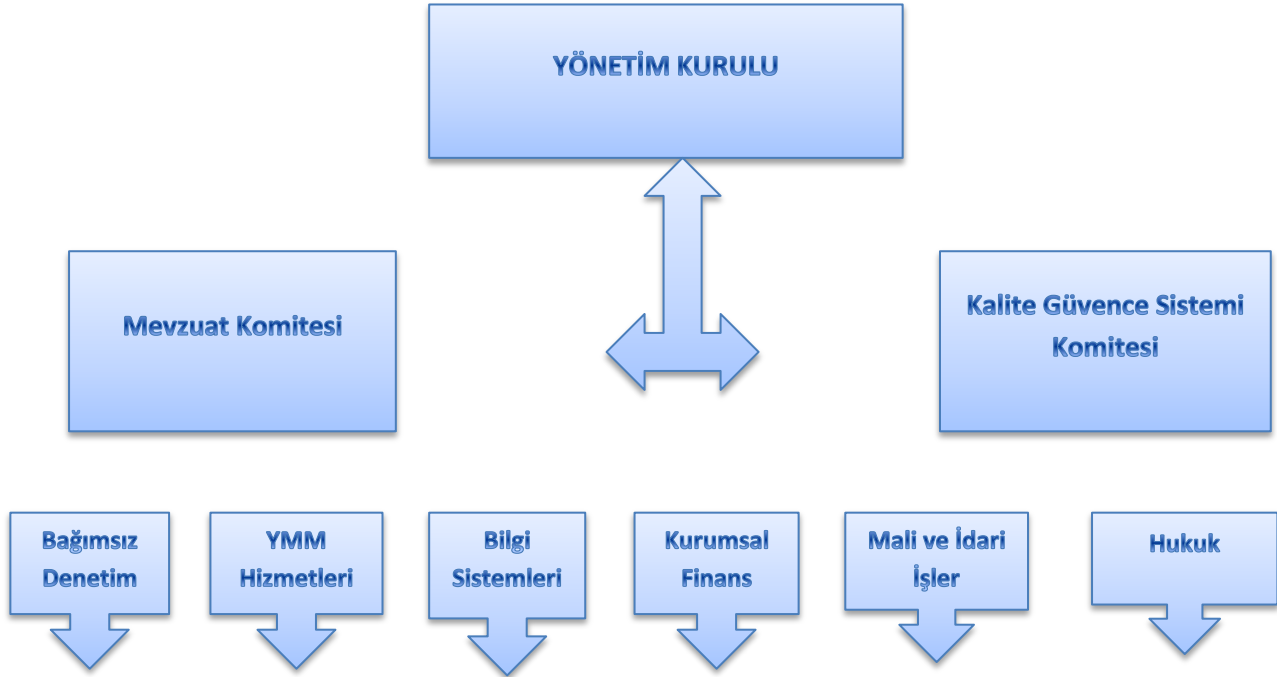 YÖNETİM KURULU
Mevzuat Komitesi
Kalite Güvence Sistemi
Komitesi
Bağımsız
Denetim
YMM
Hizmetleri
Bilgi
Sistemleri
Kurumsal
Finans
Mali ve İdari
İşler
Hukuk